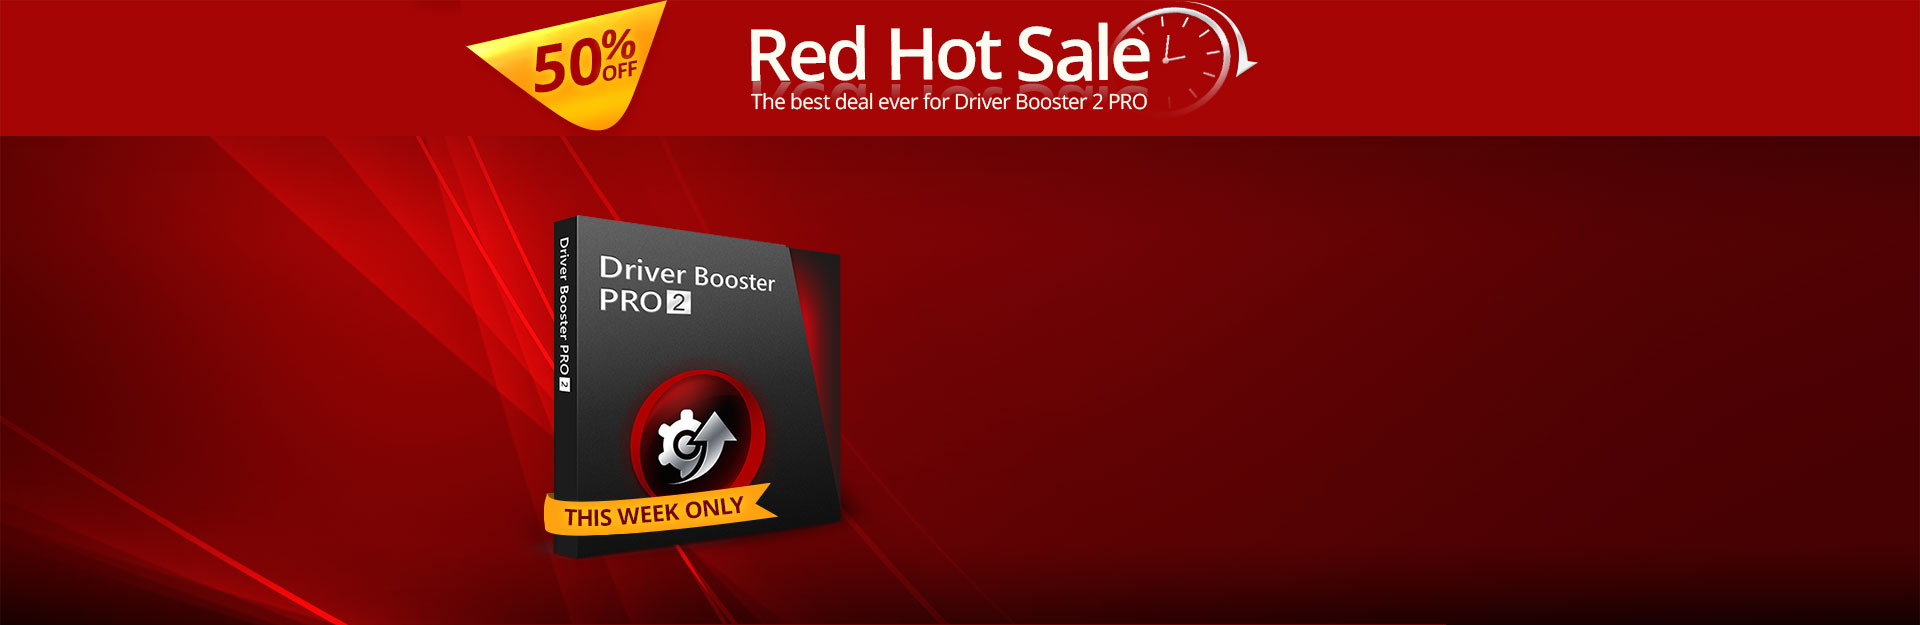 50% OFF
Red Hot Sale
The best deal ever for Driver Booster 2 PRO
Driver Booster PRO 2
Driver Booster
PRO 2
THIS WEEK ONLY